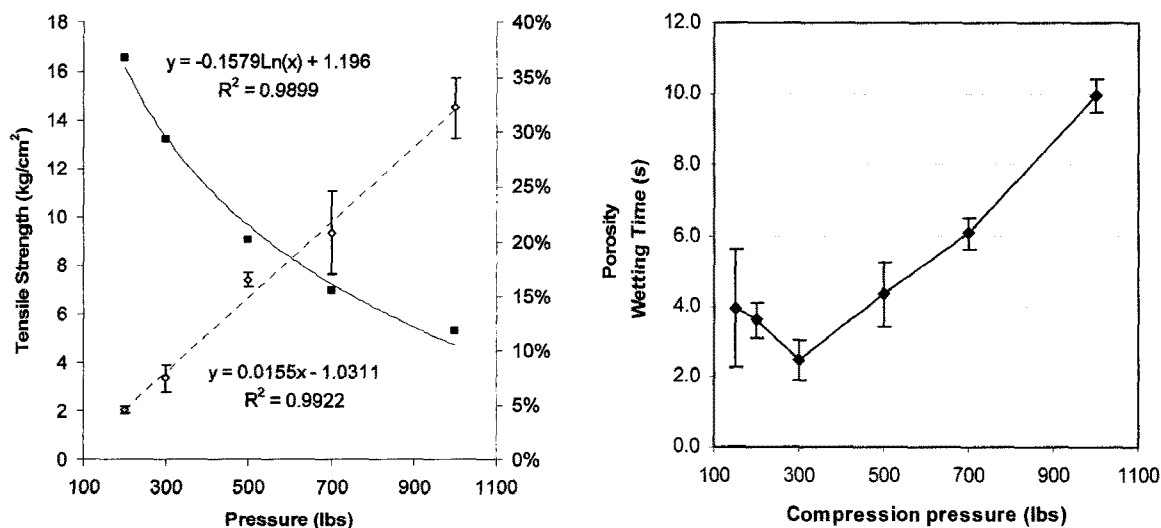 Tensile Strength (kg/cm²)
18
16
14
12
10
8
6
4
2
0
y = -0.1579Ln(x) + 1.196
R² = 0.9899
y = 0.0155x - 1.0311
R² = 0.9922
40%
35%
30%
25%
20%
15%
10%
5%
0%
100 300 500 700 900 1100
Pressure (lbs)
Porosity
Wetting Time (s)
12.0
10.0
8.0
6.0
4.0
2.0
0.0
100 300 500 700 900 1100
Compression pressure (lbs)